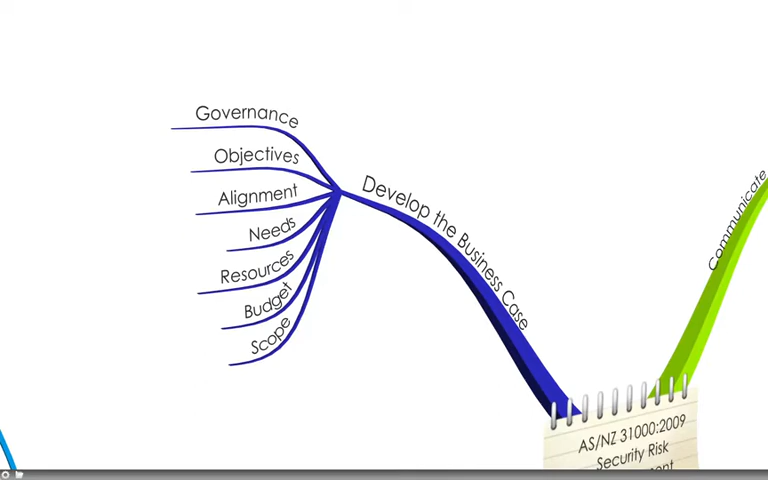 Governance
Objectives
Alignment
Needs
Resources
Budget
Scope
Develop the Business Case
Communicate
AS/NZ 31000:2009
Security Risk